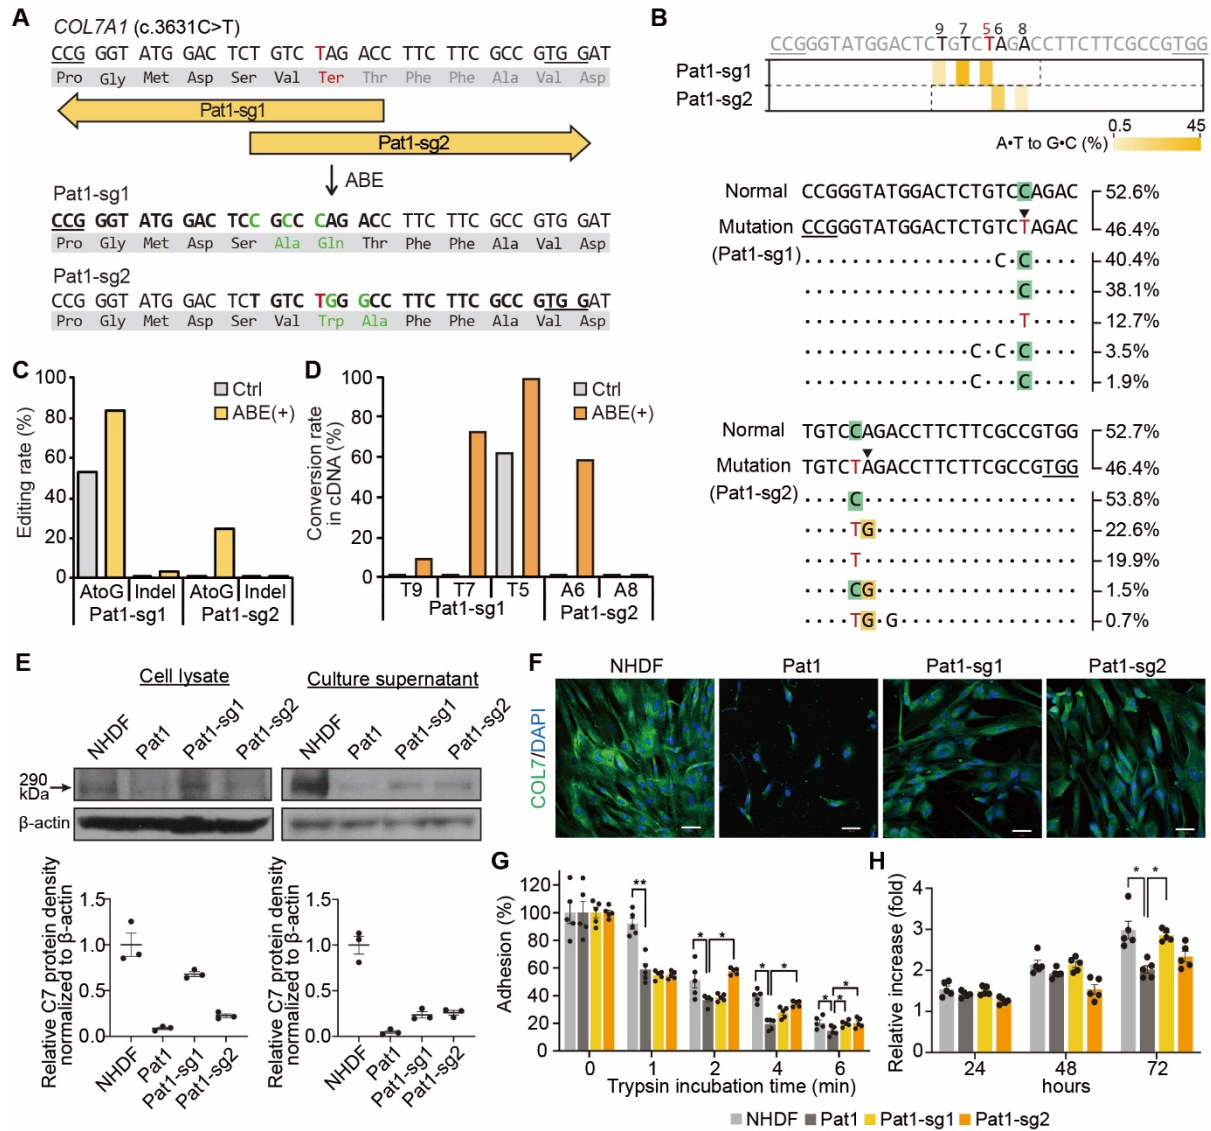 A
COL7A1 (c.3631C>T)
CCG GGT ATG GAC TCT GTC TAG ACC TTC TTC GCC GTG GAT
Pro Gly Met Asp Ser Val Ter Thr Phe Phe Ala Val Asp
Pat1-sg1
Pat1-sg2
ABE
Pat1-sg1
CCG GGT ATG GAC TCC GCC CAG ACC TTC TTC GCC GTG GAT
Pro Gly Met Asp Ser Ala Gln Thr Phe Phe Ala Val Asp
Pat1-sg2
CCG GGT ATG GAC TCT GTC TGG GCC TTC TTC GCC GTG GAT
Pro Gly Met Asp Ser Val Trp Ala Phe Phe Ala Val Asp
B
9 7 5 6 8
CCGGGTATGGACTCTGTCTAGACCTTCTTCGCCGTGG
Pat1-sg1
Pat1-sg2
0.5 45
A•T to G•C (%)
Normal CCGGGTATGGACTCTGTCCAGAC 52.6%
Mutation CCGGGTATGGACTCTGTCTAGAC 46.4%
(Pat1-sg1)
················C·C···· 40.4%
··················C···· 38.1%
··················T···· 12.7%
··············C·C·C···· 3.5%
··············C···C···· 1.9%
Normal TGTCCAGACCTTCTTCGCCGTGG 52.7%
Mutation TGTCTAGACCTTCTTCGCCGTGG 46.4%
(Pat1-sg2)
····C·················· 53.8%
····TG················· 22.6%
····T·················· 19.9%
····CG················· 1.5%
····TG·G··············· 0.7%
C
Editing rate (%)
100
80
60
40
20
0
Ctrl
ABE(+)
AtoG Indel AtoG Indel
Pat1-sg1 Pat1-sg2
D
Conversion rate
in cDNA (%)
100
80
60
40
20
0
Ctrl
ABE(+)
T9 T7 T5 A6 A8
Pat1-sg1 Pat1-sg2
E
Cell lysate
Culture supernatant
NHDF Pat1 Pat1-sg1 Pat1-sg2
NHDF Pat1 Pat1-sg1 Pat1-sg2
290
kDa
β-actin
Relative C7 protein density
normalized to β-actin
1.5
1.0
0.5
0.0
NHDF Pat1 Pat1-sg1 Pat1-sg2
Relative C7 protein density
normalized to β-actin
1.5
1.0
0.5
0.0
NHDF Pat1 Pat1-sg1 Pat1-sg2
F
NHDF Pat1 Pat1-sg1 Pat1-sg2
COL7/DAPI
G
Adhesion (%)
120
100
80
60
40
20
0
** * * * * * * *
0 1 2 4 6
Trypsin incubation time (min)
H
Relative increase (fold)
4
3
2
1
0
* *
24 48 72
hours
NHDF Pat1 Pat1-sg1 Pat1-sg2